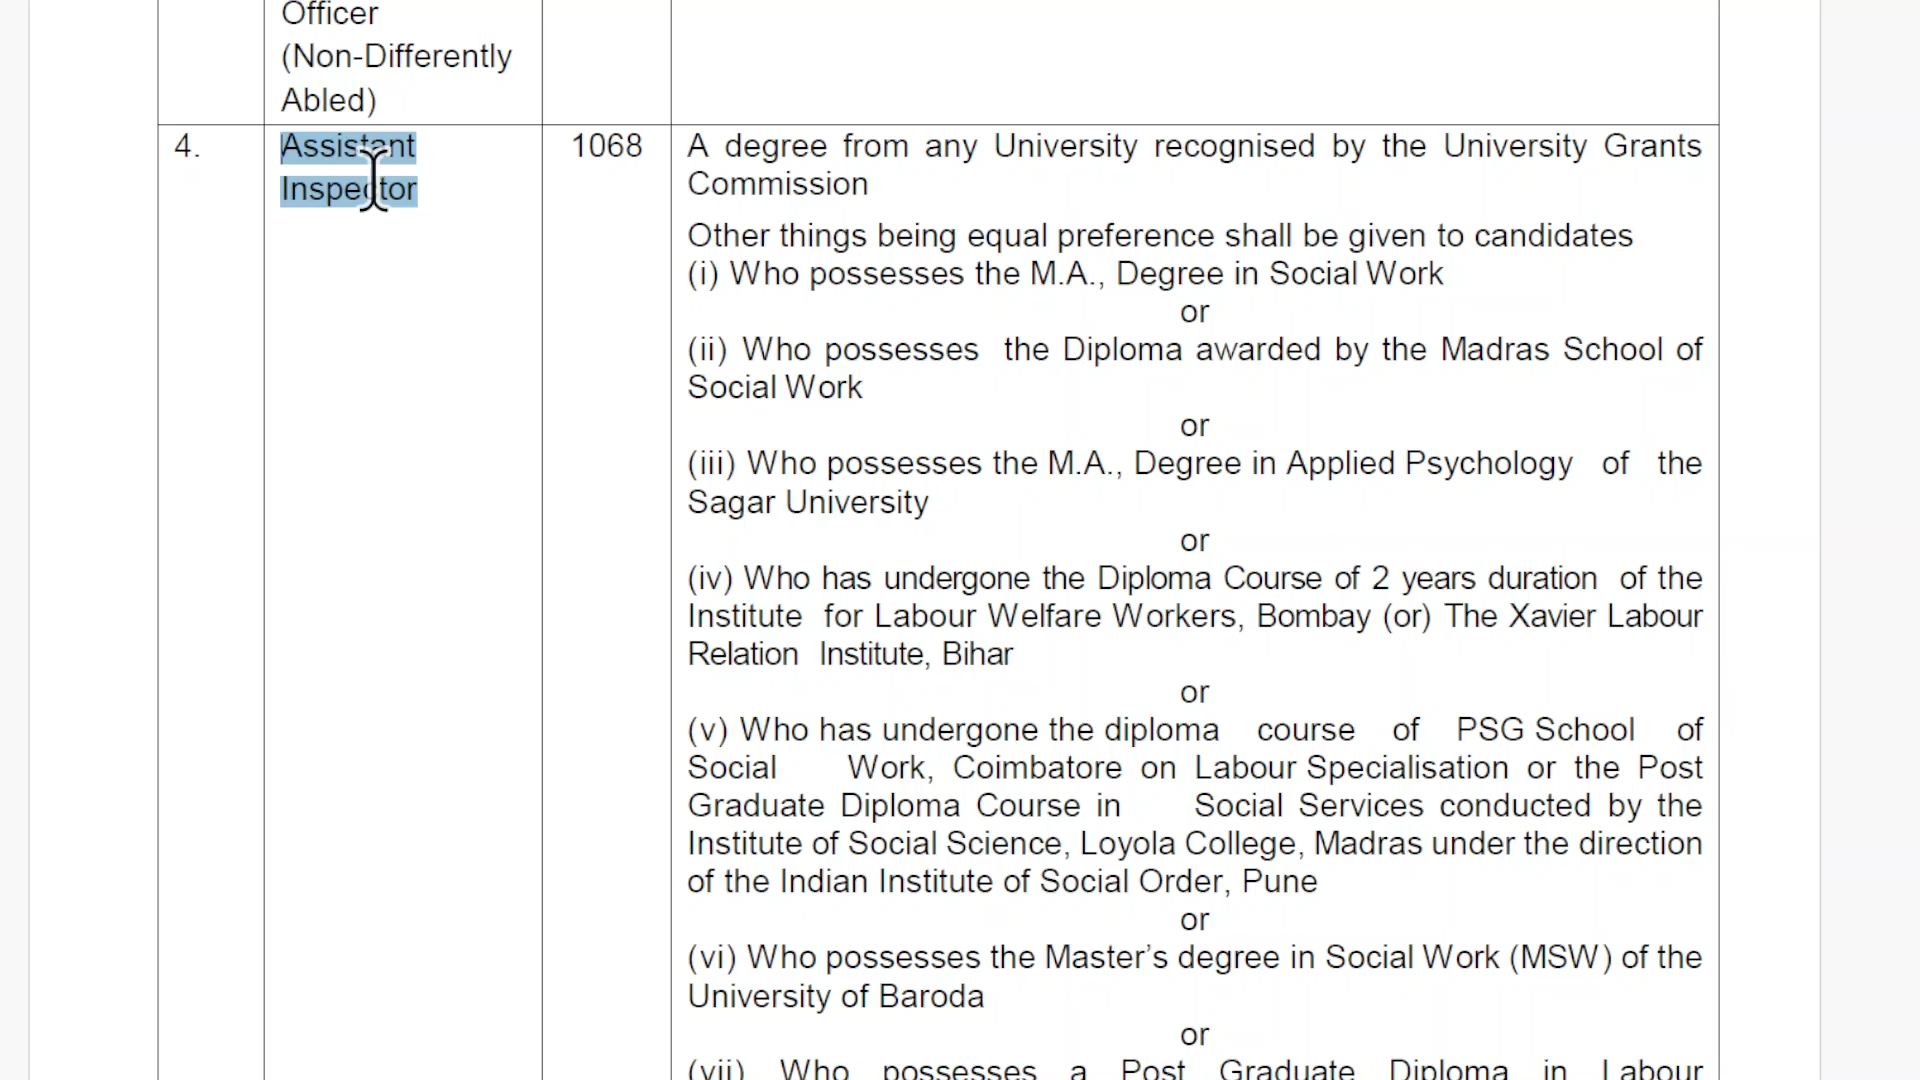 Officer
(Non-Differently
Abled)
4.
Assistant
Inspector
1068
A degree from any University recognised by the University Grants
Commission
Other things being equal preference shall be given to candidates
(i) Who possesses the M.A., Degree in Social Work
or
(ii) Who possesses the Diploma awarded by the Madras School of
Social Work
or
(iii) Who possesses the M.A., Degree in Applied Psychology of the
Sagar University
or
(iv) Who has undergone the Diploma Course of 2 years duration of the
Institute for Labour Welfare Workers, Bombay (or) The Xavier Labour
Relation Institute, Bihar
or
(v) Who has undergone the diploma course of PSG School of
Social Work, Coimbatore on Labour Specialisation or the Post
Graduate Diploma Course in Social Services conducted by the
Institute of Social Science, Loyola College, Madras under the direction
of the Indian Institute of Social Order, Pune
or
(vi) Who possesses the Master’s degree in Social Work (MSW) of the
University of Baroda
or
(vii) Who possesses a Post Graduate Diploma in Labour